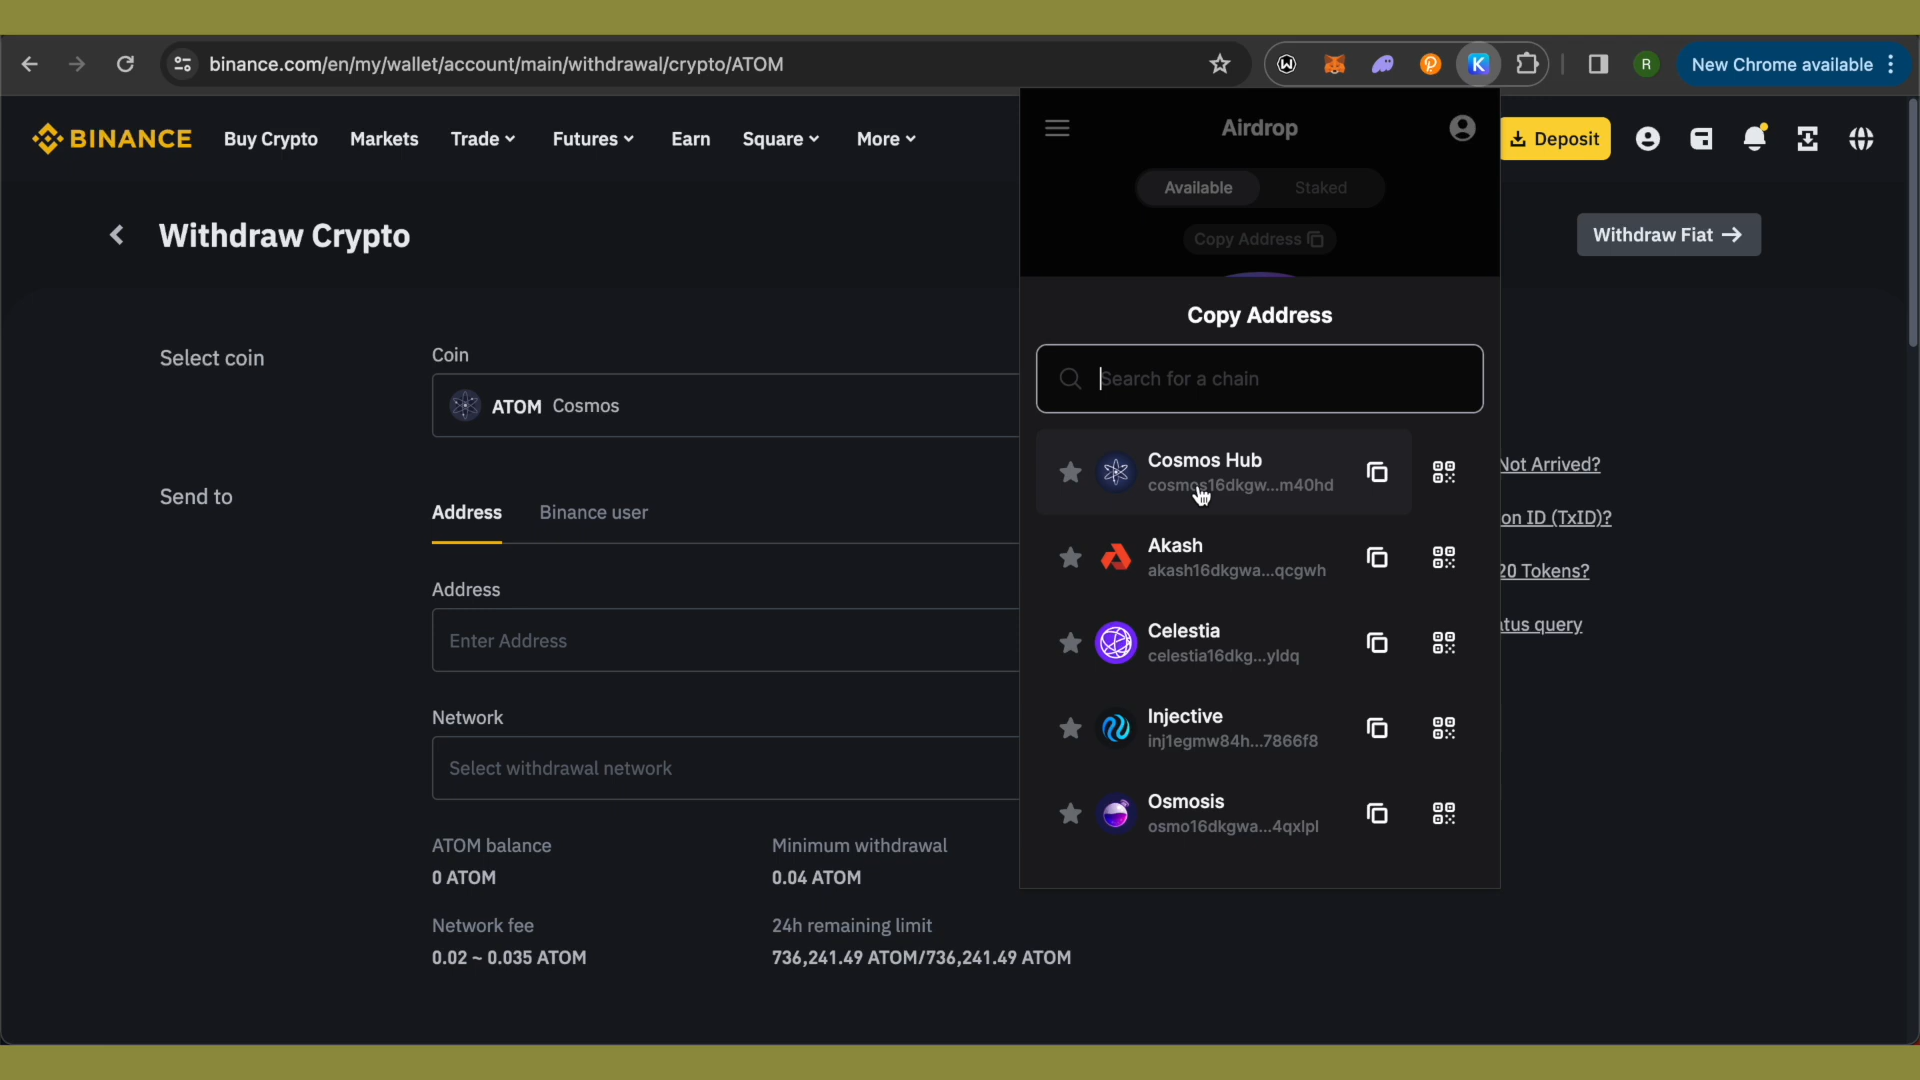 binance.com/en/my/wallet/account/main/withdrawal/crypto/ATOM
R
New Chrome available
BINANCE
Buy Crypto
Markets
Trade
Futures
Earn
Square
More
Deposit
Withdraw Crypto
Withdraw Fiat
Select coin
Coin
ATOM Cosmos
Send to
Address
Binance user
Address
Enter Address
Network
Select withdrawal network
ATOM balance
0 ATOM
Minimum withdrawal
0.04 ATOM
Network fee
0.02 ~ 0.035 ATOM
24h remaining limit
736,241.49 ATOM/736,241.49 ATOM
Airdrop
Available
Staked
Copy Address
Copy Address
Search for a chain
Cosmos Hub
cosmos16dkgw...m40hd
Akash
akash16dkgwa...qcgwh
Celestia
celestia16dkg...yldq
Injective
inj1egmw84h...7866f8
Osmosis
osmo16dkgwa...4qxlpl
Not Arrived?
on ID (TxID)?
20 Tokens?
tus query